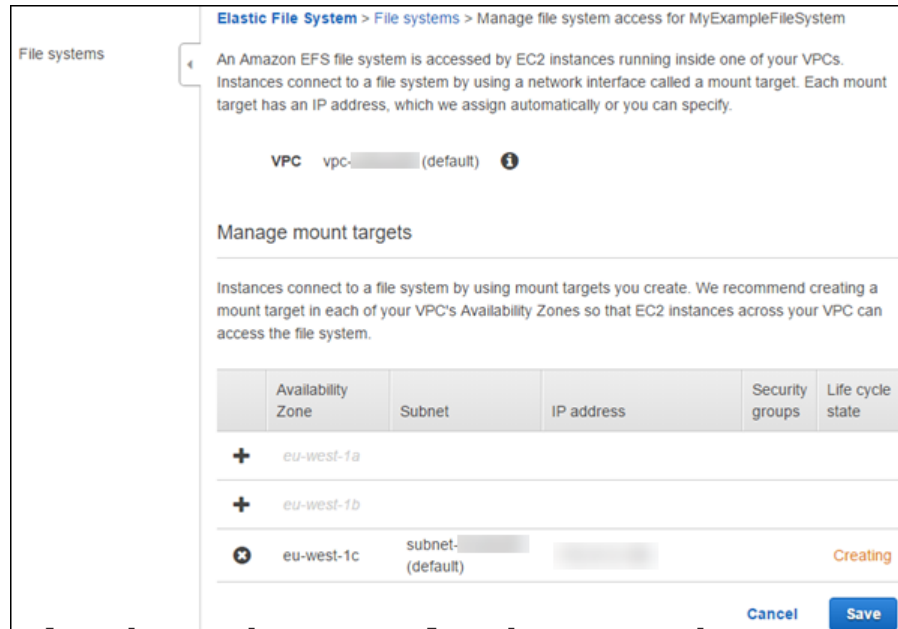 Elastic File System > File systems > Manage file system access for MyExampleFileSystem
File systems
An Amazon EFS file system is accessed by EC2 instances running inside one of your VPCs.
Instances connect to a file system by using a network interface called a mount target. Each mount
target has an IP address, which we assign automatically or you can specify.
VPC vpc- (default)
Manage mount targets
Instances connect to a file system by using mount targets you create. We recommend creating a
mount target in each of your VPC's Availability Zones so that EC2 instances across your VPC can
access the file system.
Availability Zone Subnet IP address Security groups Life cycle state
eu-west-1a
eu-west-1b
eu-west-1c subnet- (default) Creating
Cancel Save